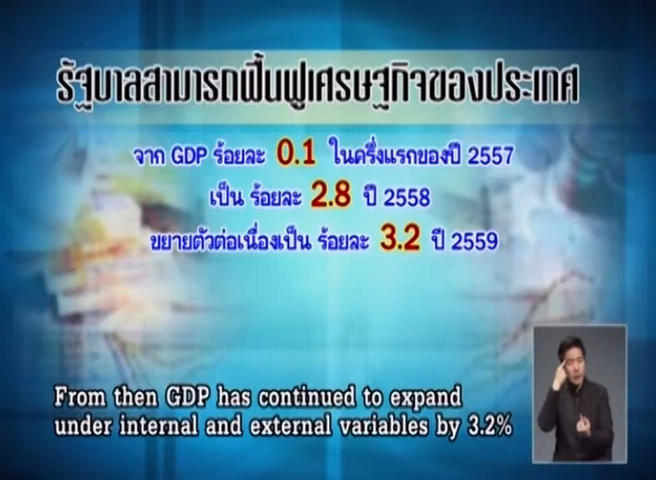 รัฐบาลสามารถฟื้นฟูเศรษฐกิจของประเทศ
จาก GDP ร้อยละ 0.1 ในครึ่งแรกของปี 2557
เป็น ร้อยละ 2.8 ปี 2558
ขยายตัวต่อเนื่องเป็น ร้อยละ 3.2 ปี 2559
From then GDP has continued to expand
under internal and external variables by 3.2%